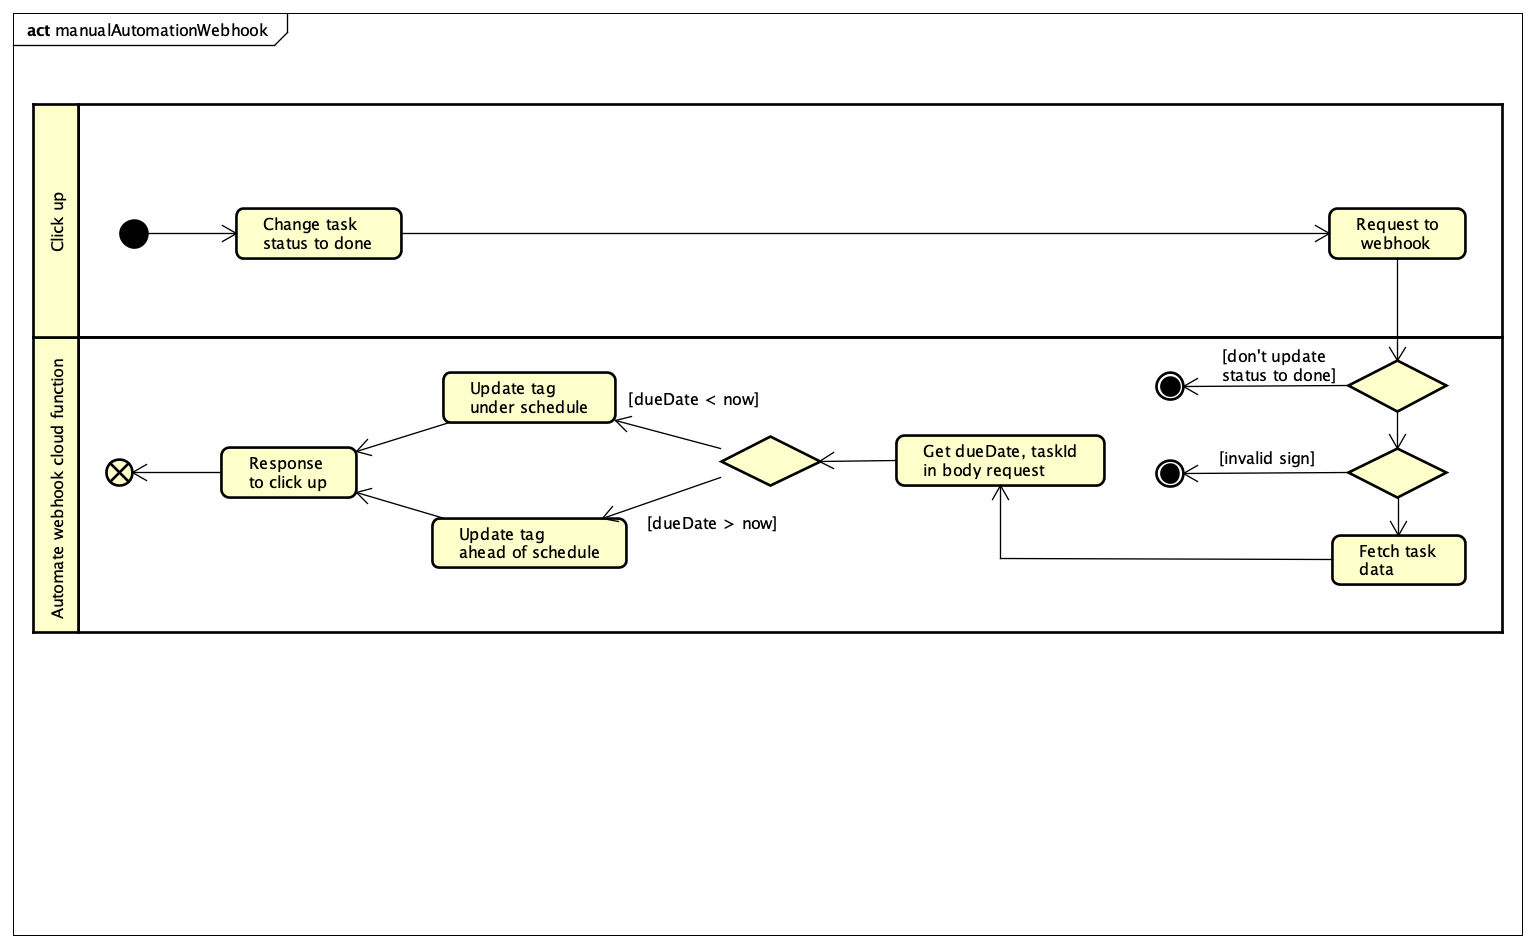 act manualAutomationWebhook
Click up
Change task
status to done
Request to
webhook
Automate webhook cloud function
[don't update
status to done]
[invalid sign]
Fetch task
data
Get dueDate, taskId
in body request
[dueDate < now]
[dueDate > now]
Update tag
under schedule
Update tag
ahead of schedule
Response
to click up